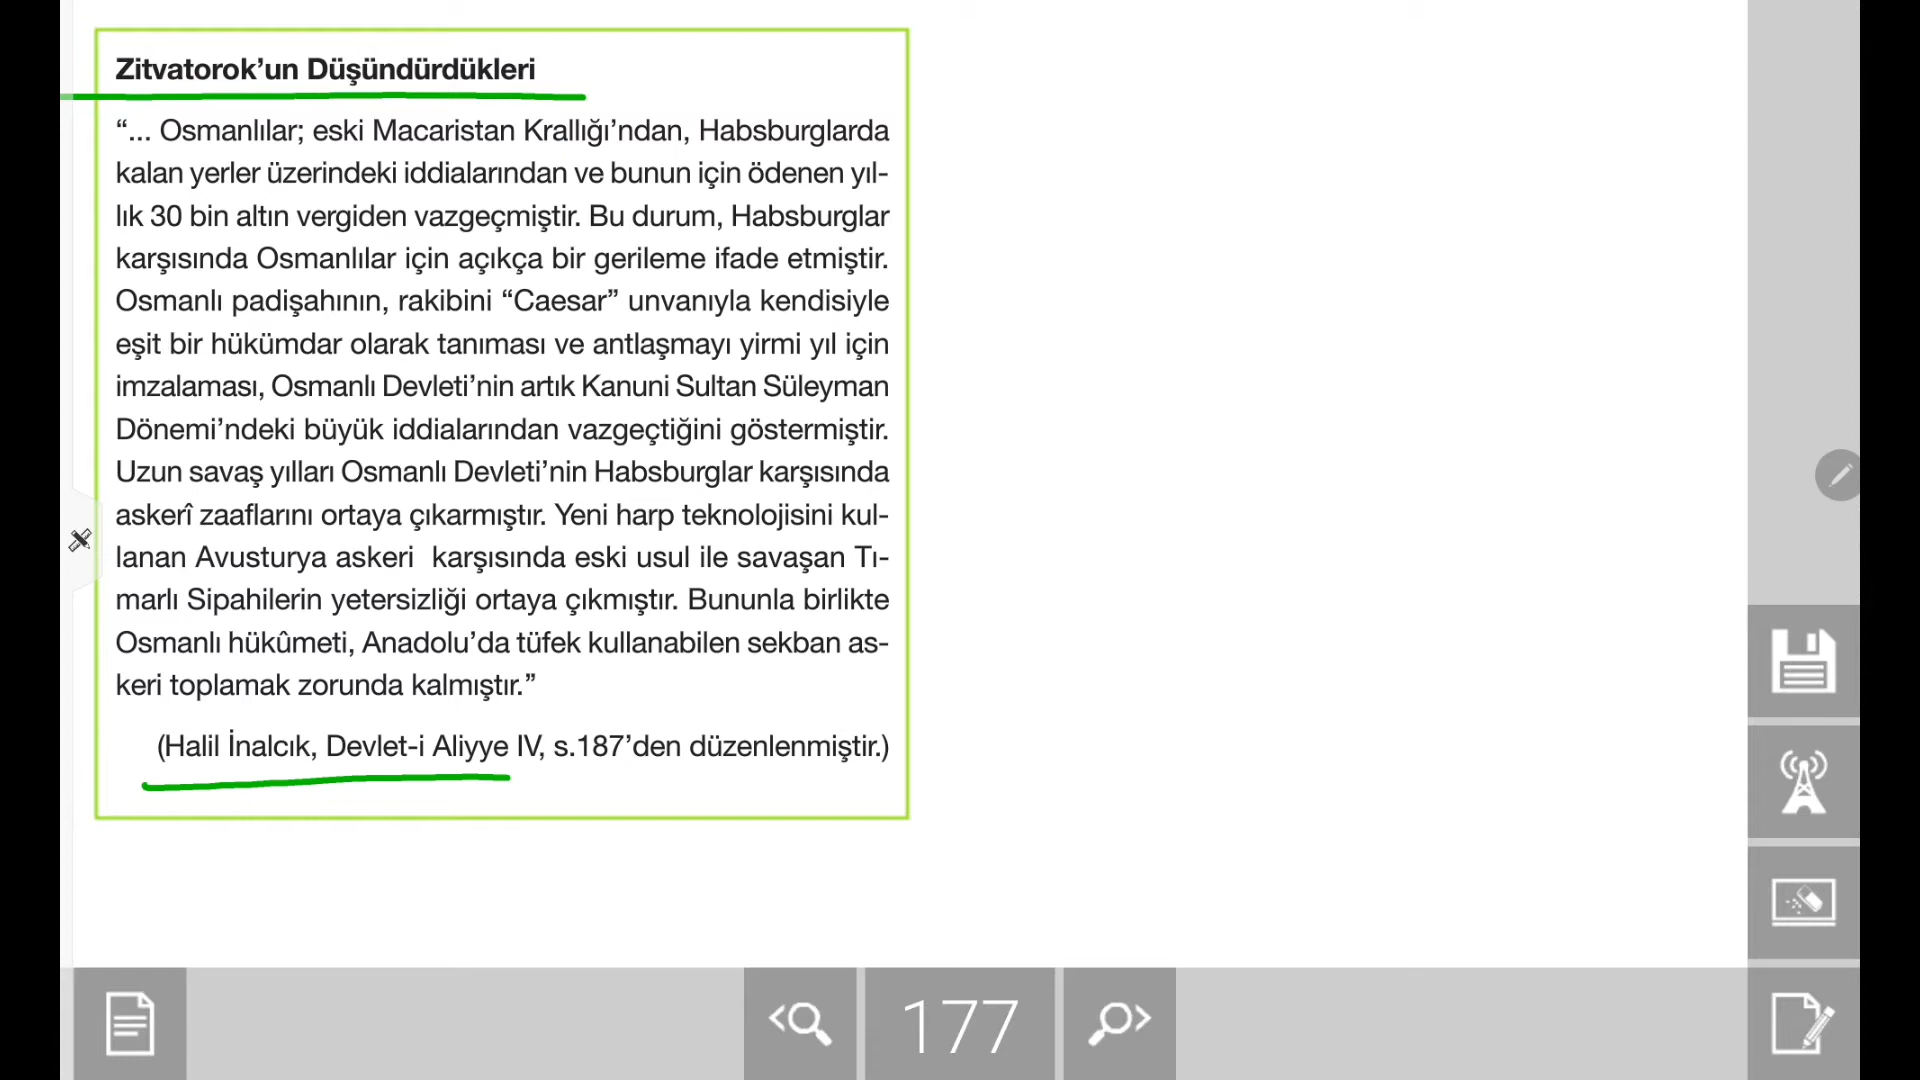 Zitvatorok’un Düşündürdükleri
“... Osmanlılar; eski Macaristan Krallığı’ndan, Habsburglarda
kalan yerler üzerindeki iddialarından ve bunun için ödenen yıl-
lık 30 bin altın vergiden vazgeçmiştir. Bu durum, Habsburglar
karşısında Osmanlılar için açıkça bir gerileme ifade etmiştir.
Osmanlı padişahının, rakibini “Caesar” unvanıyla kendisiyle
eşit bir hükümdar olarak tanıması ve antlaşmayı yirmi yıl için
imzalaması, Osmanlı Devleti’nin artık Kanuni Sultan Süleyman
Dönemi’ndeki büyük iddialarından vazgeçtiğini göstermiştir.
Uzun savaş yılları Osmanlı Devleti’nin Habsburglar karşısında
askerî zaaflarını ortaya çıkarmıştır. Yeni harp teknolojisini kul-
lanan Avusturya askeri karşısında eski usul ile savaşan Tı-
marlı Sipahilerin yetersizliği ortaya çıkmıştır. Bununla birlikte
Osmanlı hükûmeti, Anadolu’da tüfek kullanabilen sekban as-
keri toplamak zorunda kalmıştır.”
(Halil İnalcık, Devlet-i Aliyye IV, s.187’den düzenlenmiştir.)
177